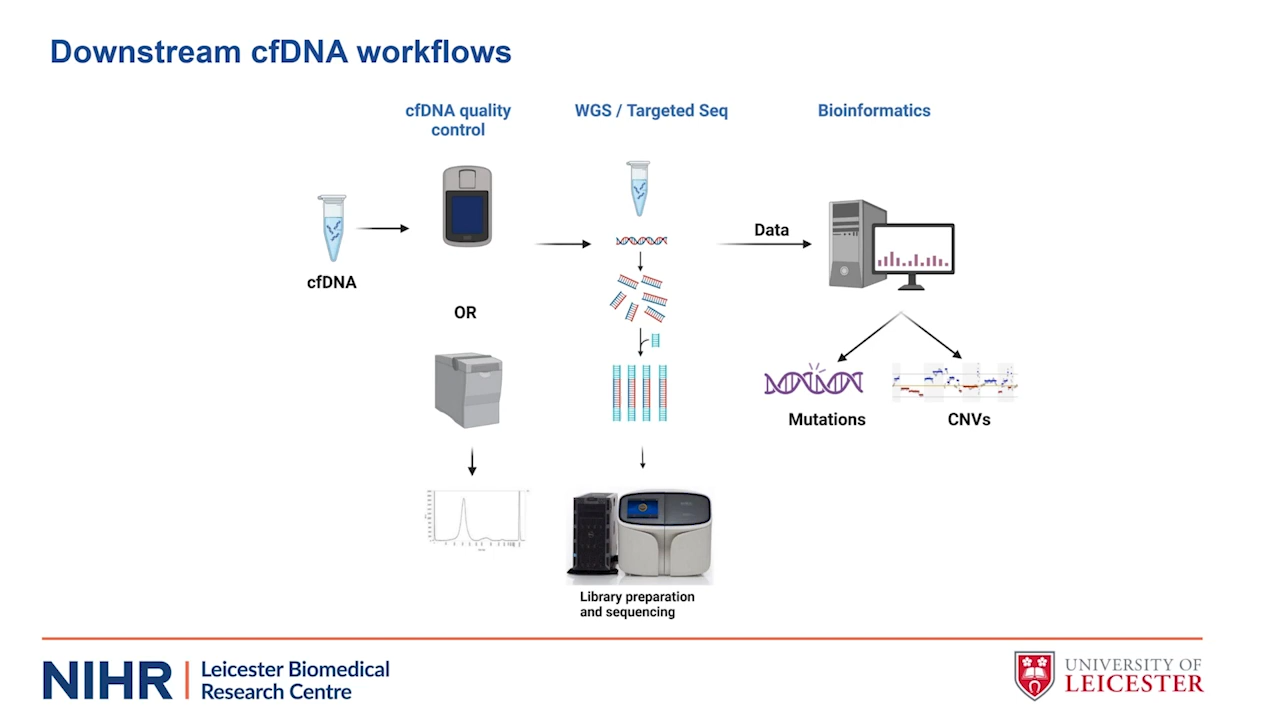 Downstream cfDNA workflows
cfDNA quality
control
WGS / Targeted Seq
Bioinformatics
cfDNA
OR
Data
Mutations
CNVs
Library preparation
and sequencing
NIHR
Leicester Biomedical
Research Centre
UNIVERSITY OF
LEICESTER